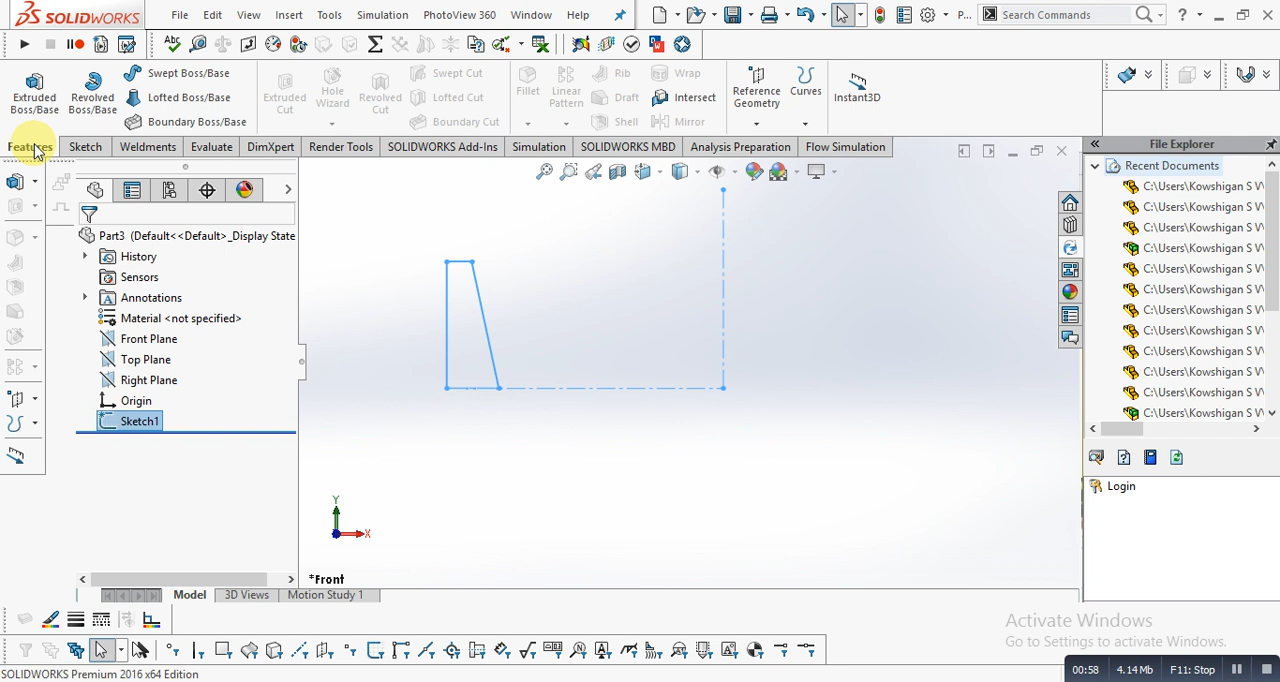 SOLIDWORKS
File Edit View Insert Tools Simulation PhotoView 360 Window Help
P... Search Commands
Extruded Boss/Base
Revolved Boss/Base
Swept Boss/Base
Lofted Boss/Base
Boundary Boss/Base
Extruded Cut
Hole Wizard
Revolved Cut
Swept Cut
Lofted Cut
Boundary Cut
Fillet
Linear Pattern
Rib
Draft
Shell
Wrap
Intersect
Mirror
Reference Geometry
Curves
Instant3D
Features Sketch Weldments Evaluate DimXpert Render Tools SOLIDWORKS Add-Ins Simulation SOLIDWORKS MBD Analysis Preparation Flow Simulation
File Explorer
Part3 (Default<<Default>_Display State
History
Sensors
Annotations
Material <not specified>
Front Plane
Top Plane
Right Plane
Origin
Sketch1
Y
X
*Front
Recent Documents
C:\Users\Kowshigan S
C:\Users\Kowshigan S
C:\Users\Kowshigan S
C:\Users\Kowshigan S
C:\Users\Kowshigan S
C:\Users\Kowshigan S
C:\Users\Kowshigan S
C:\Users\Kowshigan S
C:\Users\Kowshigan S
C:\Users\Kowshigan S
C:\Users\Kowshigan S
C:\Users\Kowshigan S
Login
Model 3D Views Motion Study 1
Activate Windows
Go to Settings to activate Windows.
SOLIDWORKS Premium 2016 x64 Edition
00:58 4.14 Mb F11: Stop